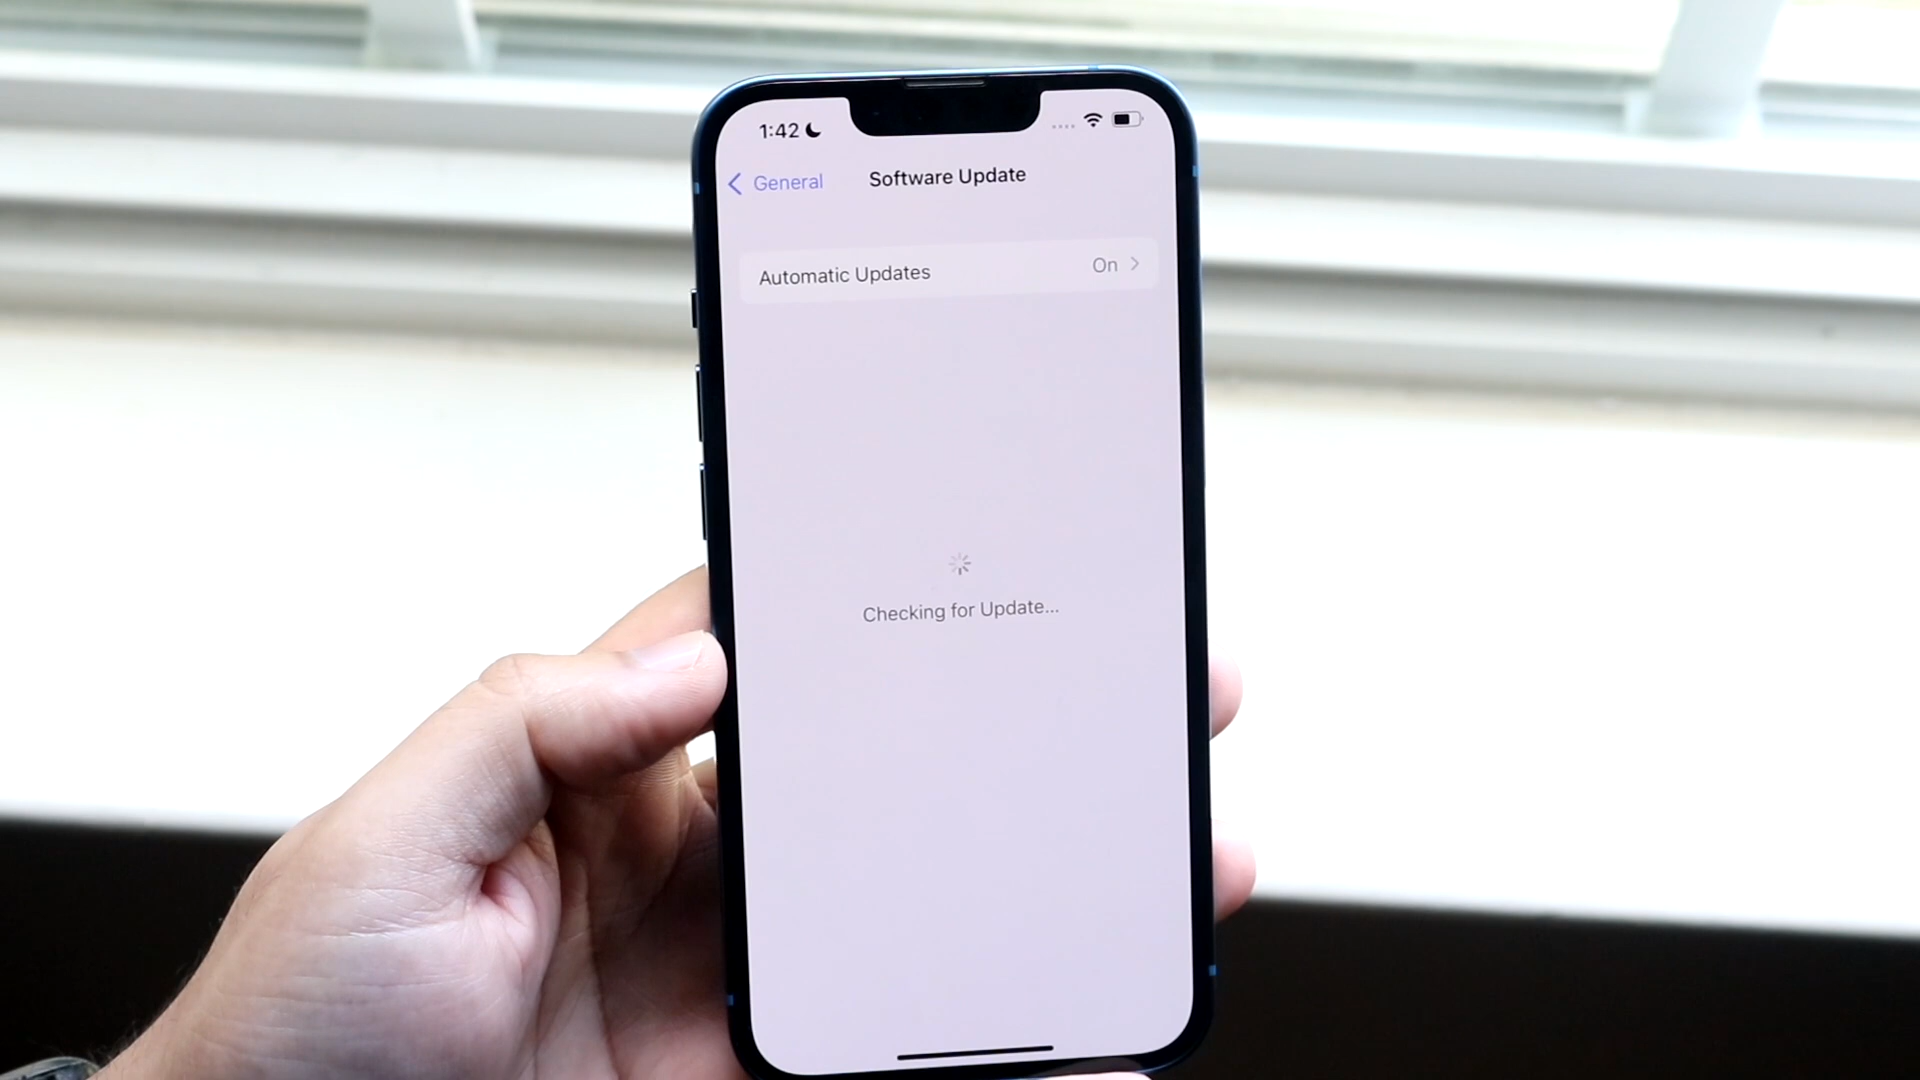 1:42
General
Software Update
Automatic Updates On
Checking for Update...